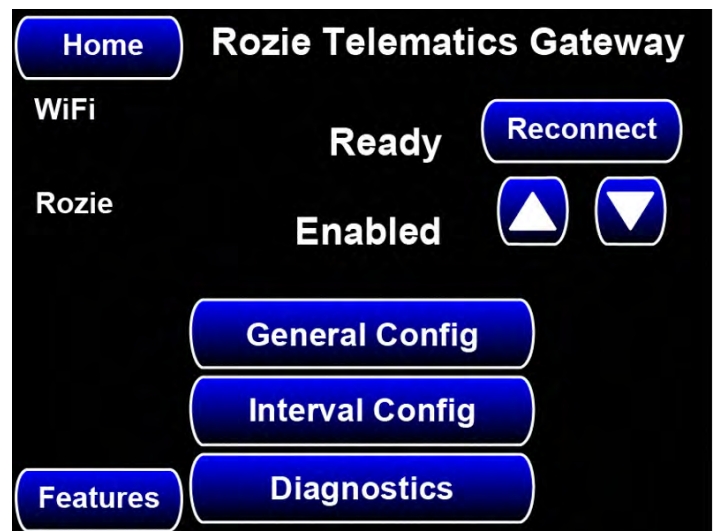 Home
Rozie Telematics Gateway
WiFi
Ready
Reconnect
Rozie
Enabled
General Config
Interval Config
Diagnostics
Features